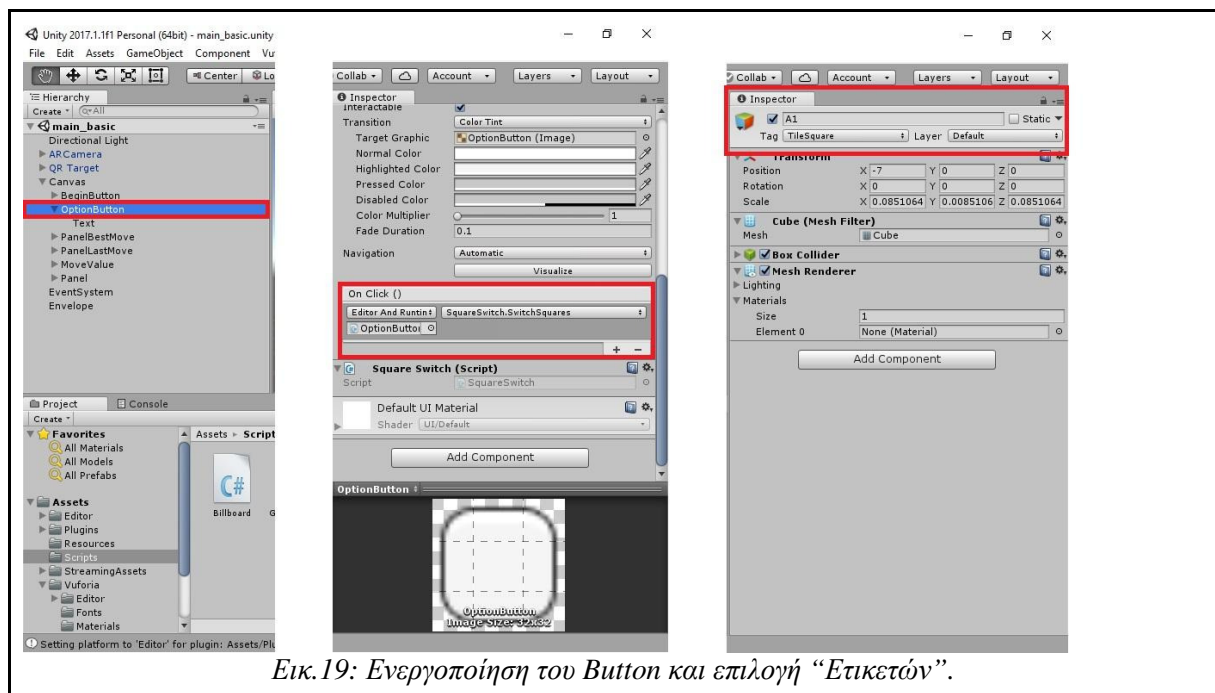 Unity 2017.1.1f1 Personal (64bit) - main_basic.unity
File Edit Assets GameObject Component Vu
Center Lo
Hierarchy
Create All
main_basic
Directional Light
ARCamera
QR Target
Canvas
BeginButton
OptionButton
Text
PanelBestMove
PanelLastMove
MoveValue
Panel
EventSystem
Envelope
Project Console
Create
Favorites
All Materials
All Models
All Prefabs
Assets
Editor
Plugins
Resources
Scripts
StreamingAssets
Vuforia
Editor
Fonts
Materials
Assets Script
C#
Billboard G
Setting platform to 'Editor' for plugin: Assets/Plu
Collab Account Layers Layout
Inspector
Interactable
Transition Color Tint
Target Graphic OptionButton (Image)
Normal Color
Highlighted Color
Pressed Color
Disabled Color
Color Multiplier 1
Fade Duration 0.1
Navigation Automatic
Visualize
On Click ()
Editor And Runtin SquareSwitch.SwitchSquares
OptionButto
+ -
Square Switch (Script)
Script SquareSwitch
Default UI Material
Shader UI/Default
Add Component
OptionButton
OptionButton
Image Size: 32x32
Collab Account Layers Layout
Inspector
A1 Static
Tag TileSquare Layer Default
Transform
Position X -7 Y 0 Z 0
Rotation X 0 Y 0 Z 0
Scale X 0.0851064 Y 0.0085106 Z 0.0851064
Cube (Mesh Filter)
Mesh Cube
Box Collider
Mesh Renderer
Lighting
Materials
Size 1
Element 0 None (Material)
Add Component
Εικ.19: Ενεργοποίηση του Button και επιλογή “Ετικετών”.